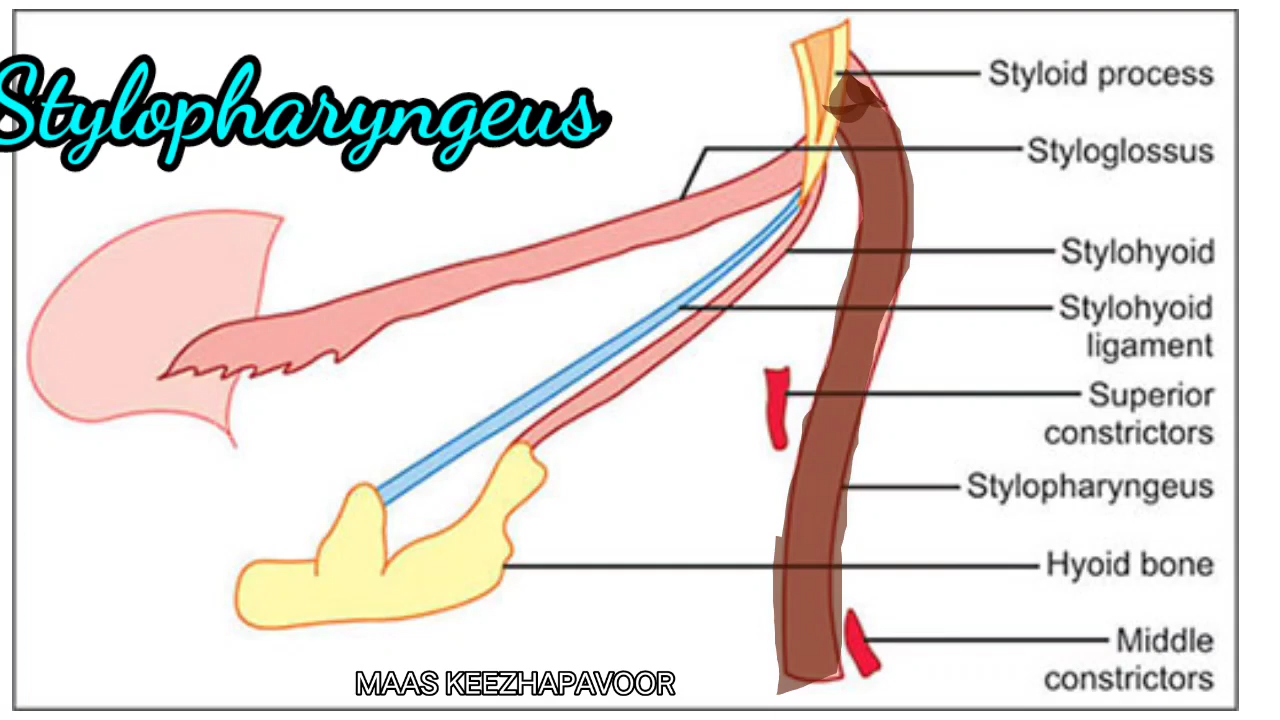 Stylopharyngeus
Styloid process
Styloglossus
Stylohyoid
Stylohyoid
ligament
Superior
constrictors
Stylopharyngeus
Hyoid bone
Middle
constrictors
MAAS KEEZHAPAVOOR